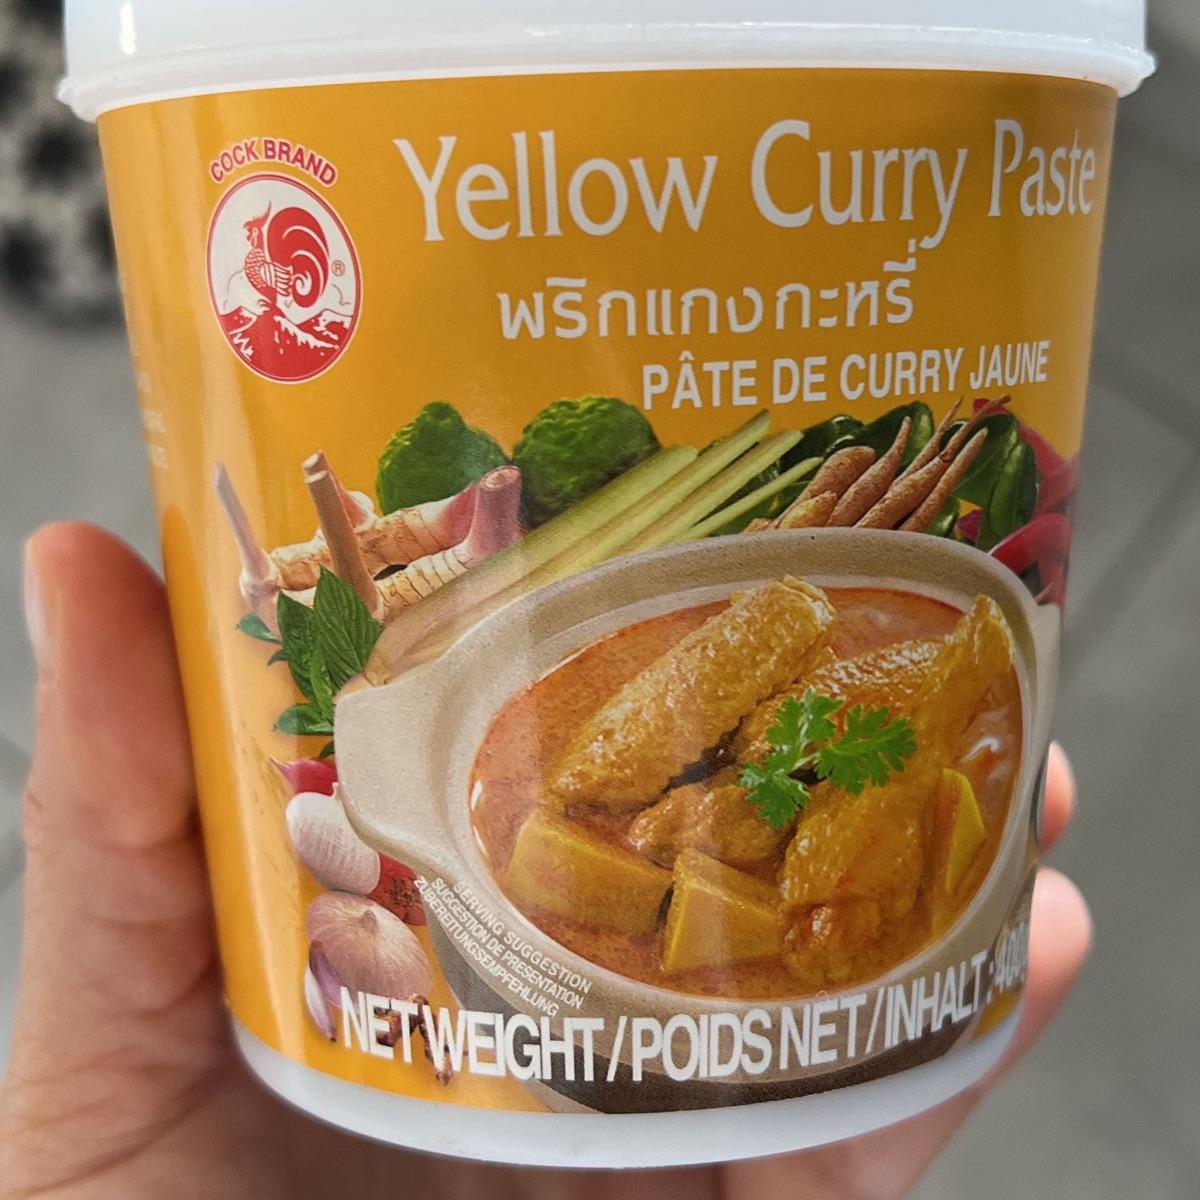 COCK BRAND
®
Yellow Curry Paste
พริกแกงกะหรี่
PÂTE DE CURRY JAUNE
SERVING SUGGESTION
SUGGESTION DE PRESENTATION
ZUBEREITUNGSEMPFEHLUNG
NET WEIGHT / POIDS NET / INHALT : 400g